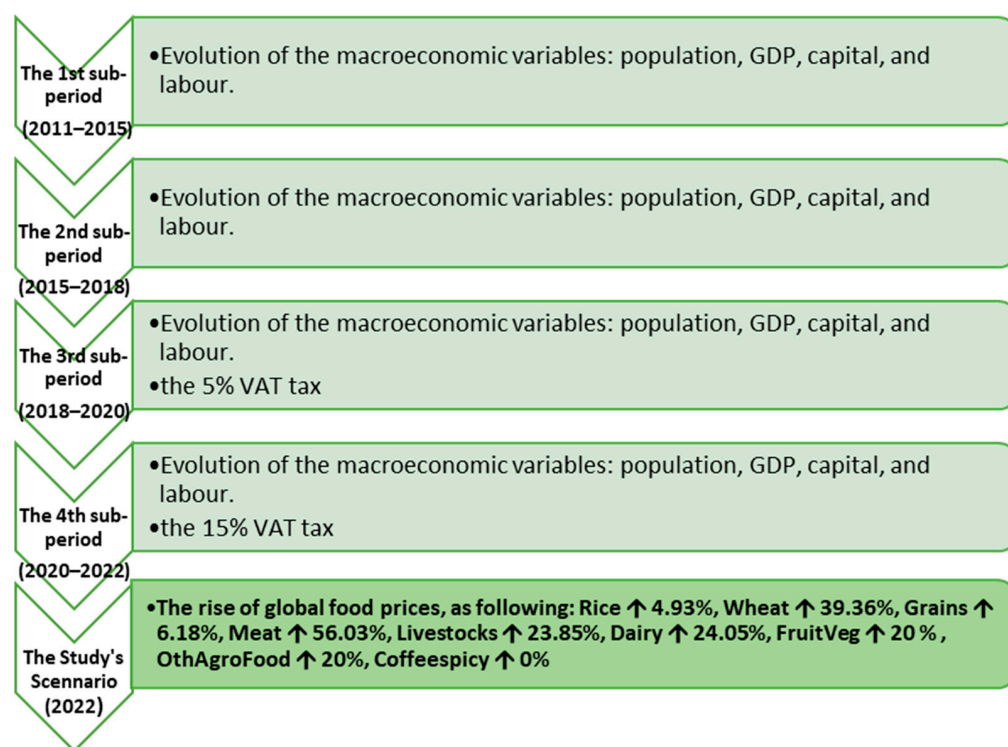 The 1st sub-
period
(2011–2015)
•Evolution of the macroeconomic variables: population, GDP, capital, and
labour.
The 2nd sub-
period
(2015–2018)
•Evolution of the macroeconomic variables: population, GDP, capital, and
labour.
The 3rd sub-
period
(2018–2020)
•Evolution of the macroeconomic variables: population, GDP, capital, and
labour.
•the 5% VAT tax
The 4th sub-
period
(2020–2022)
•Evolution of the macroeconomic variables: population, GDP, capital, and
labour.
•the 15% VAT tax
The Study's
Scennario
(2022)
•The rise of global food prices, as following: Rice ↑ 4.93%, Wheat ↑ 39.36%, Grains ↑
6.18%, Meat ↑ 56.03%, Livestocks ↑ 23.85%, Dairy ↑ 24.05%, FruitVeg ↑ 20 % ,
OthAgroFood ↑ 20%, Coffeespicy ↑ 0%